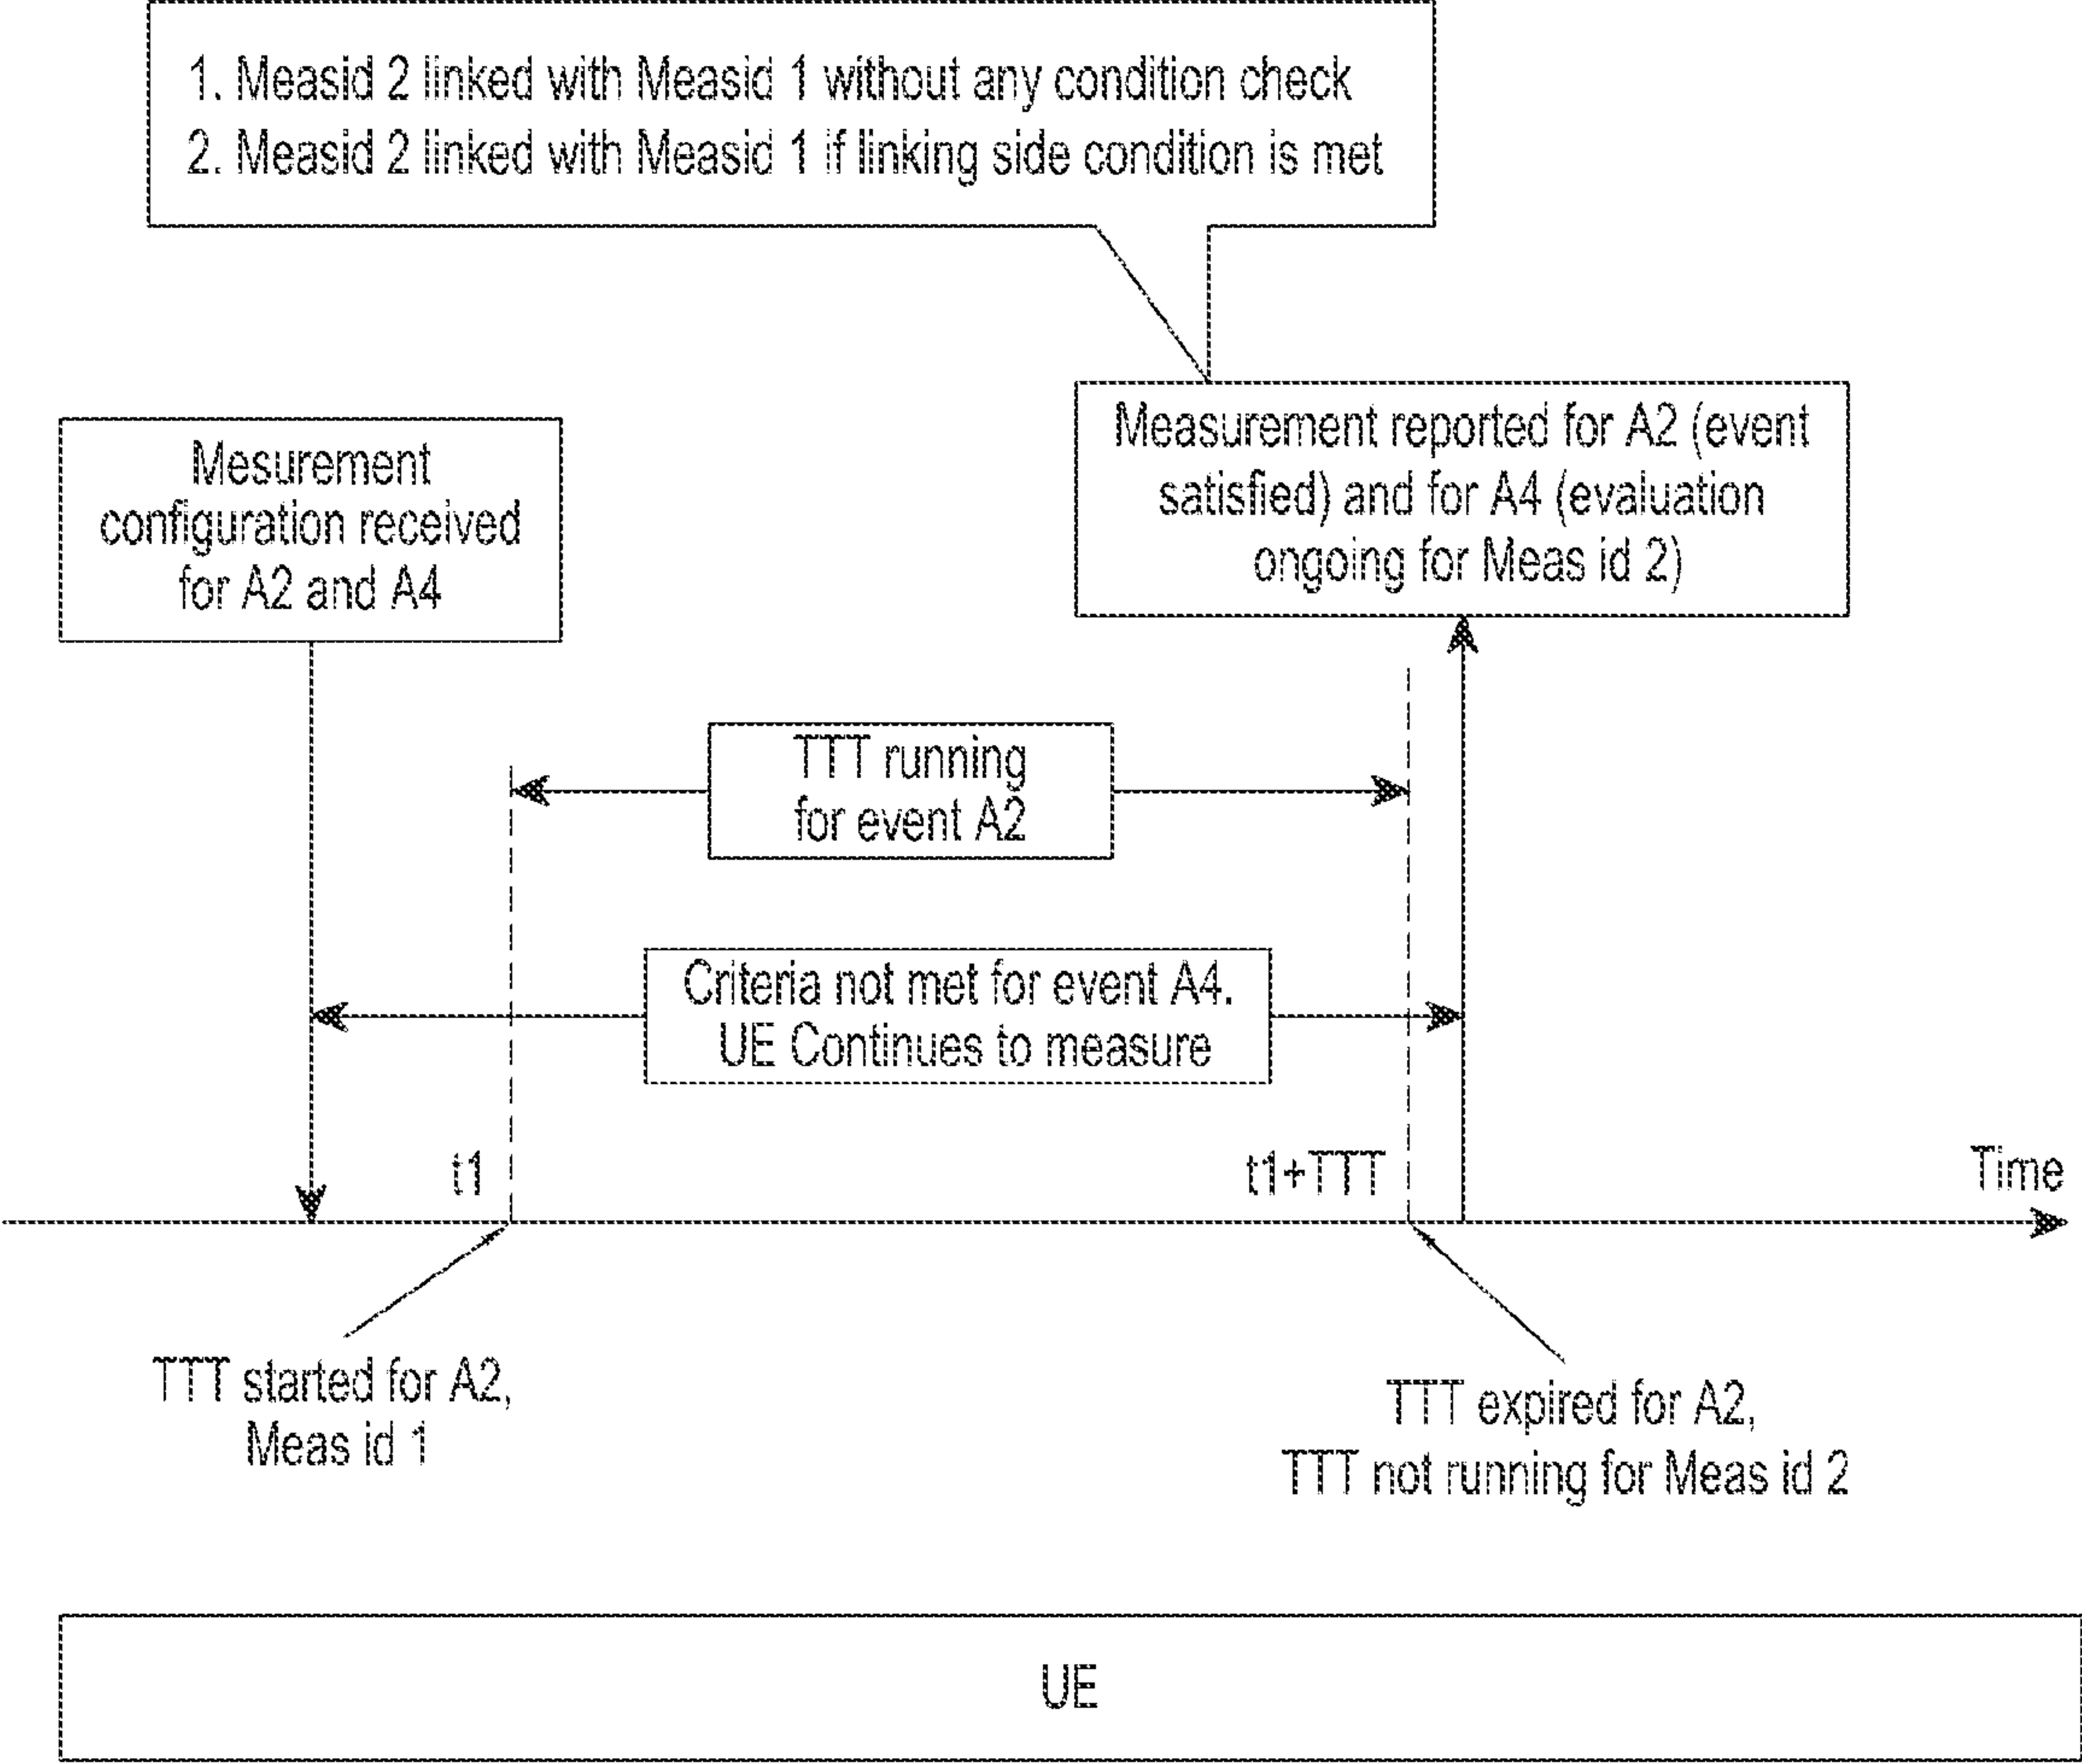 1. Measid 2 linked with Measid 1 without any condition check
2. Measid 2 linked with Measid 1 if linking side condition is met
Mesurement
configuration received
for A2 and A4
Measurement reported for A2 (event
satisfied) and for A4 (evaluation
ongoing for Meas id 2)
TTT running
for event A2
Criteria not met for event A4.
UE Continues to measure
t1
t1+TTT
Time
TTT started for A2,
Meas id 1
TTT expired for A2,
TTT not running for Meas id 2
UE